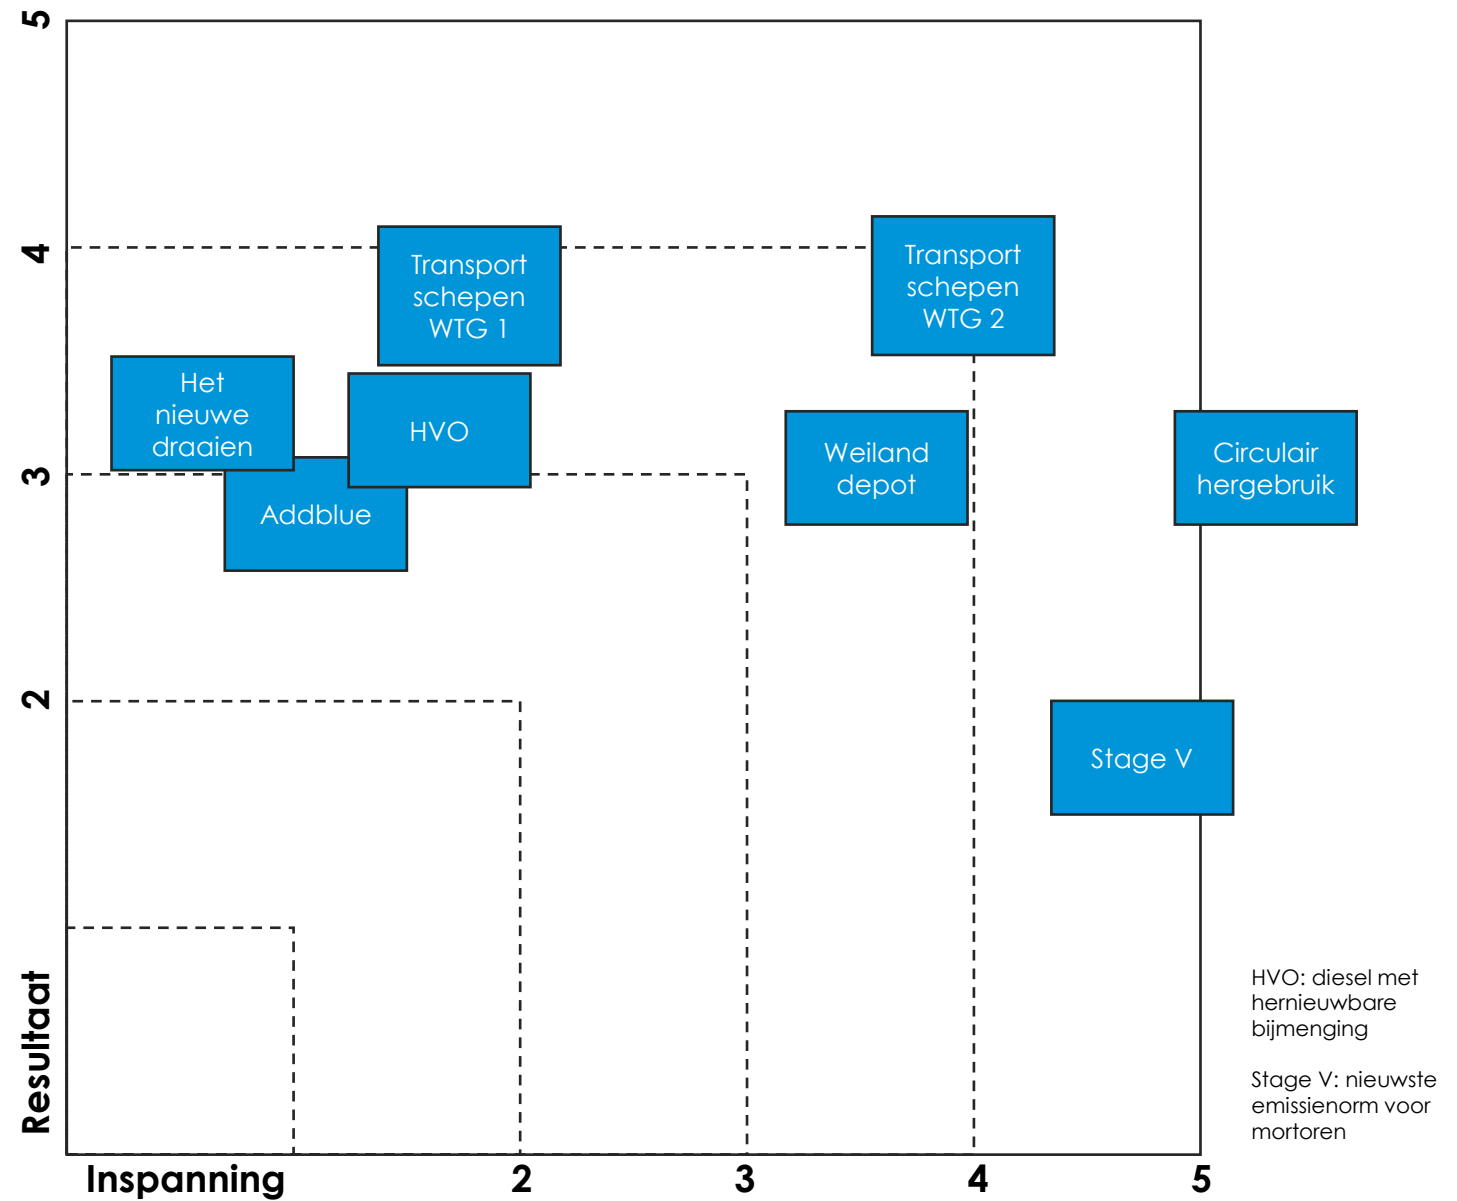 5
4
Transport
schepen
WTG 1
Transport
schepen
WTG 2
Het
nieuwe
draaien
HVO
Weiland
depot
Circulair
hergebruik
3
Addblue
2
Stage V
Resultaat
HVO: diesel met
hernieuwbare
bijmenging
Stage V: nieuwste
emissienorm voor
mortoren
Inspanning
2
3
4
5